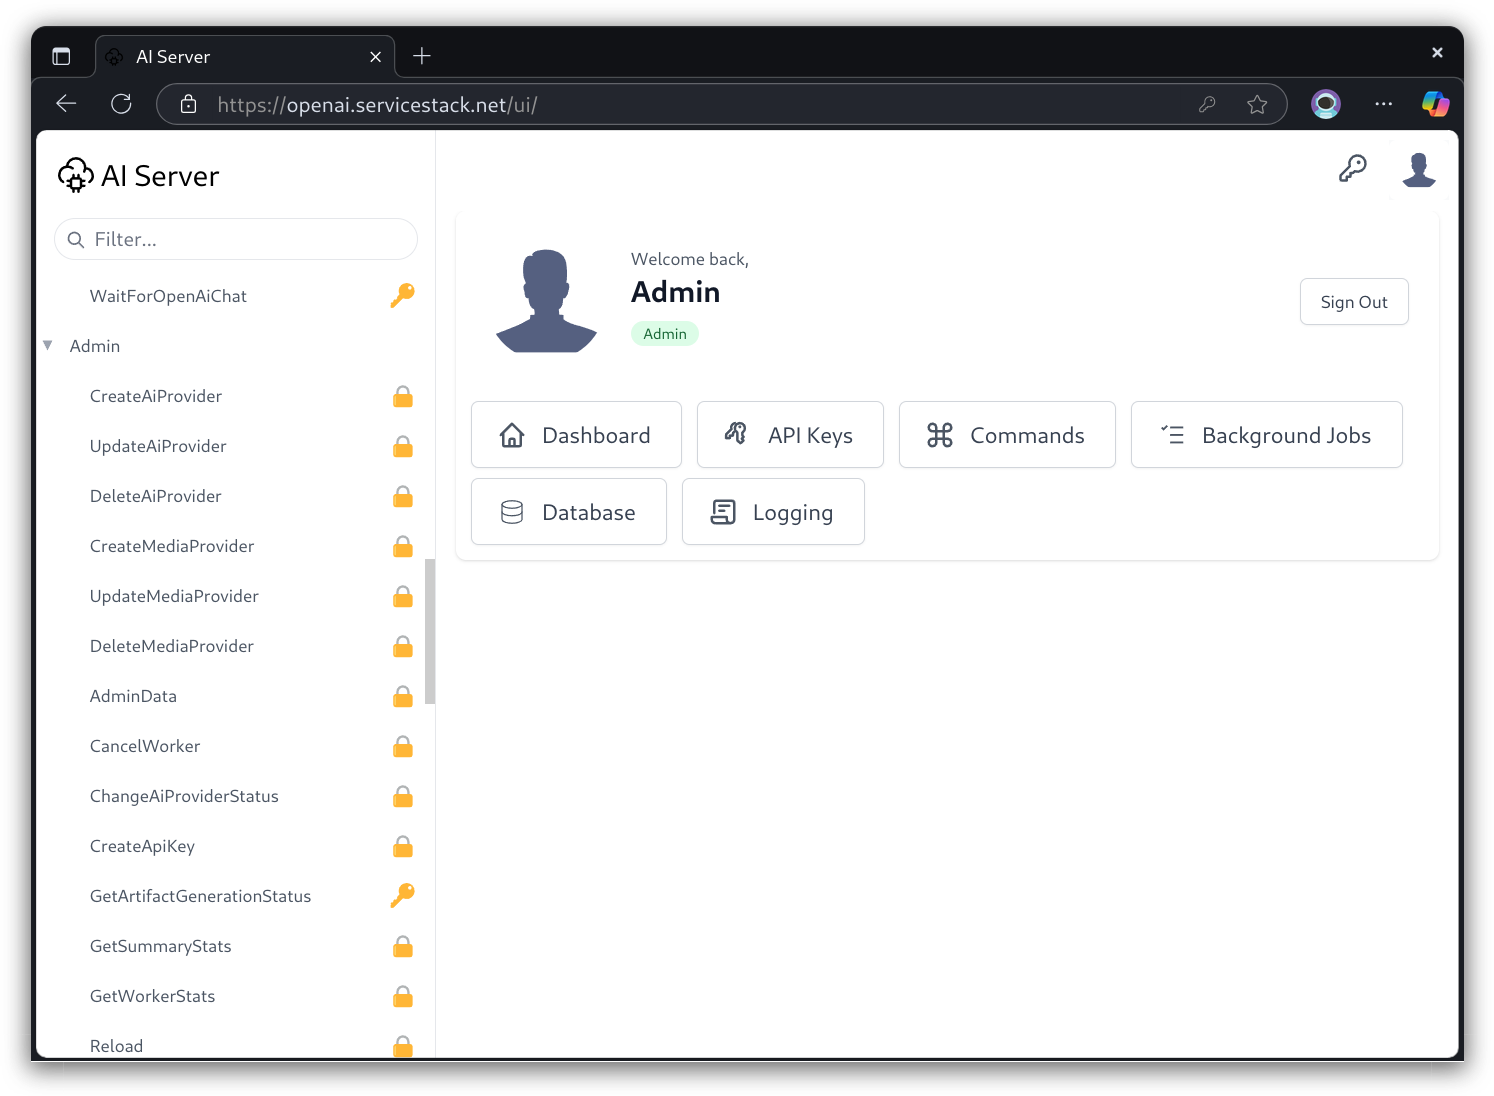 AI Server
https://openai.servicestack.net/ui/
AI Server
Filter...
WaitForOpenAiChat
Admin
CreateAiProvider
UpdateAiProvider
DeleteAiProvider
CreateMediaProvider
UpdateMediaProvider
DeleteMediaProvider
AdminData
CancelWorker
ChangeAiProviderStatus
CreateApiKey
GetArtifactGenerationStatus
GetSummaryStats
GetWorkerStats
Reload
Welcome back,
Admin
Admin
Sign Out
Dashboard
API Keys
Commands
Background Jobs
Database
Logging